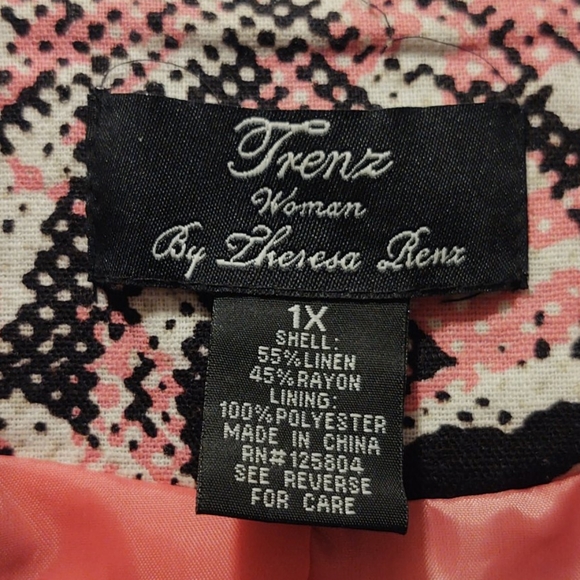 Trenz
Woman
By Theresa Renz
1X
SHELL:
55%LINEN
45%RAYON
LINING:
100%POLYESTER
MADE IN CHINA
RN#125804
SEE REVERSE
FOR CARE